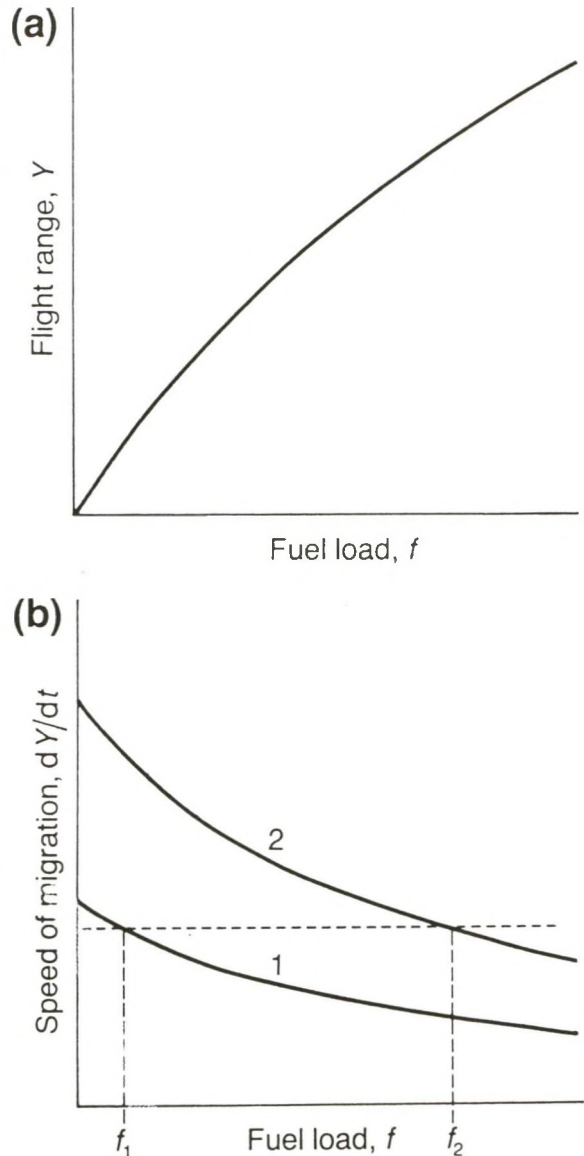 (a)
Flight range, Y
Fuel load, f
(b)
Speed of migration, dY/dt
2
1
f₁
Fuel load, f
f₂